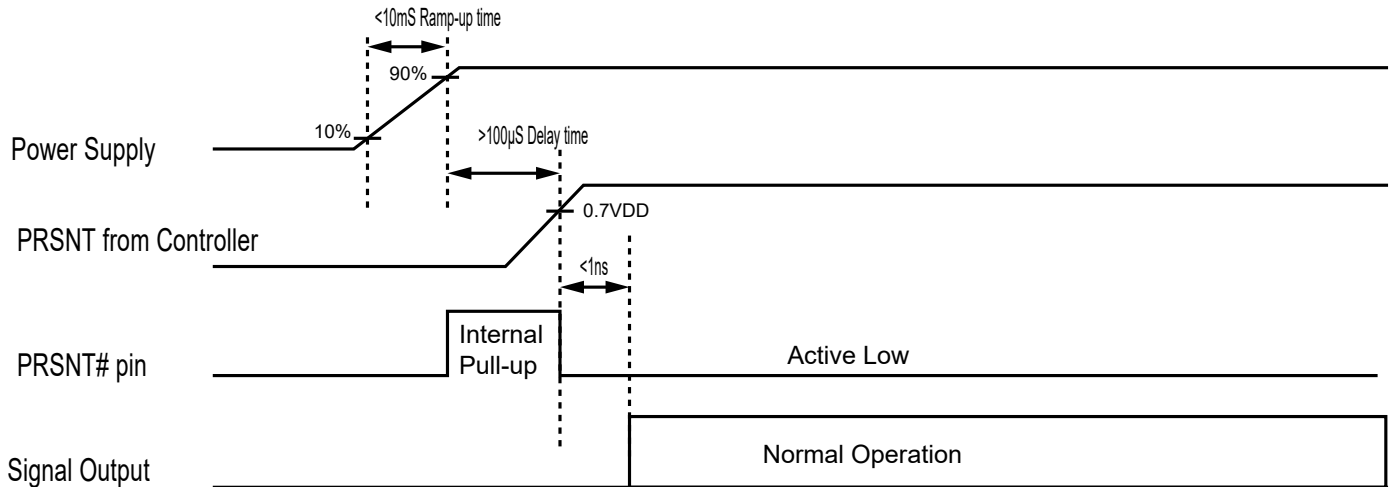 <10mS Ramp-up time
90%
10%
>100µS Delay time
Power Supply
0.7VDD
PRSNT from Controller
<1ns
Internal
Pull-up
PRSNT# pin
Active Low
Normal Operation
Signal Output